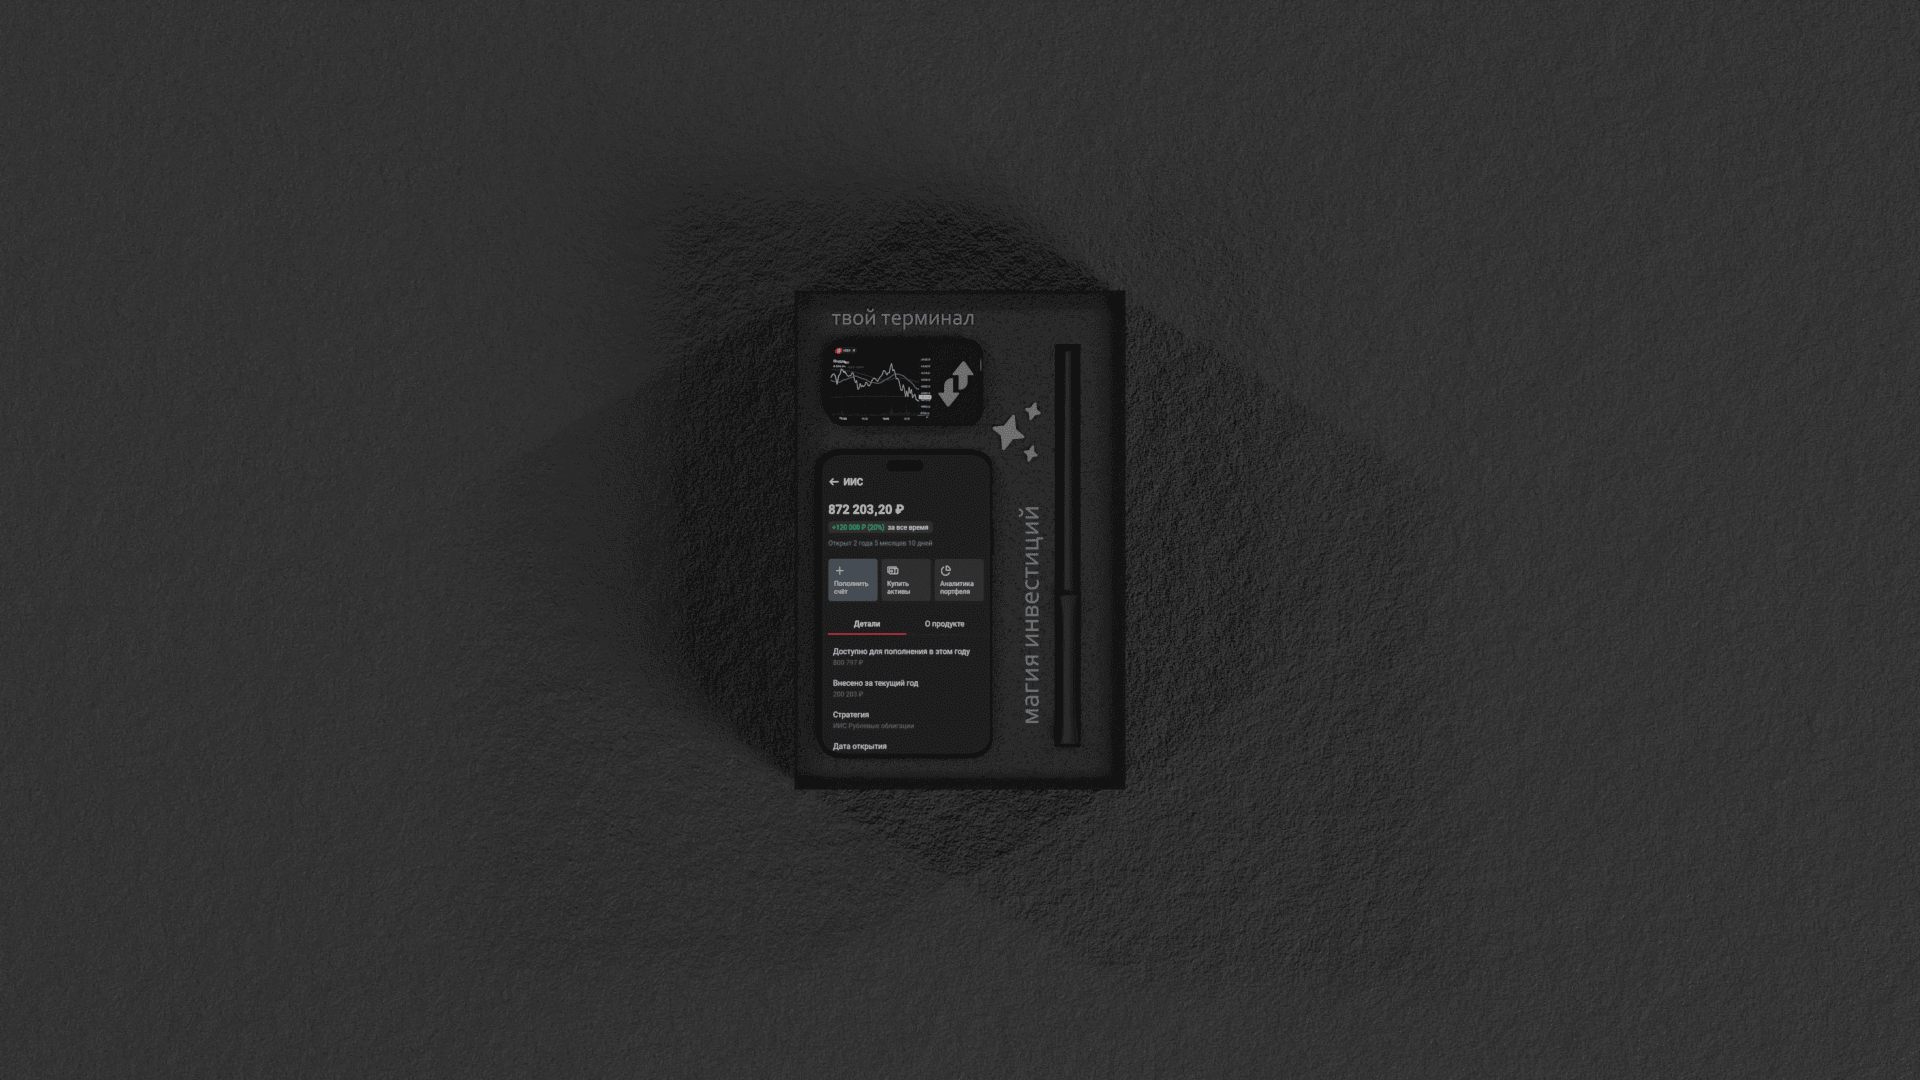 твой терминал
ИИС
872 203,20 ₽
+120 000 ₽ (20%) за все время
Открыт 2 года 5 месяцев 10 дней
Пополнить
счёт
Купить
активы
Аналитика
портфеля
Детали
О продукте
Доступно для пополнения в этом году
800 797 ₽
Внесено за текущий год
200 203 ₽
Стратегия
ИИС Рублевые облигации
Дата открытия
магия инвестиций